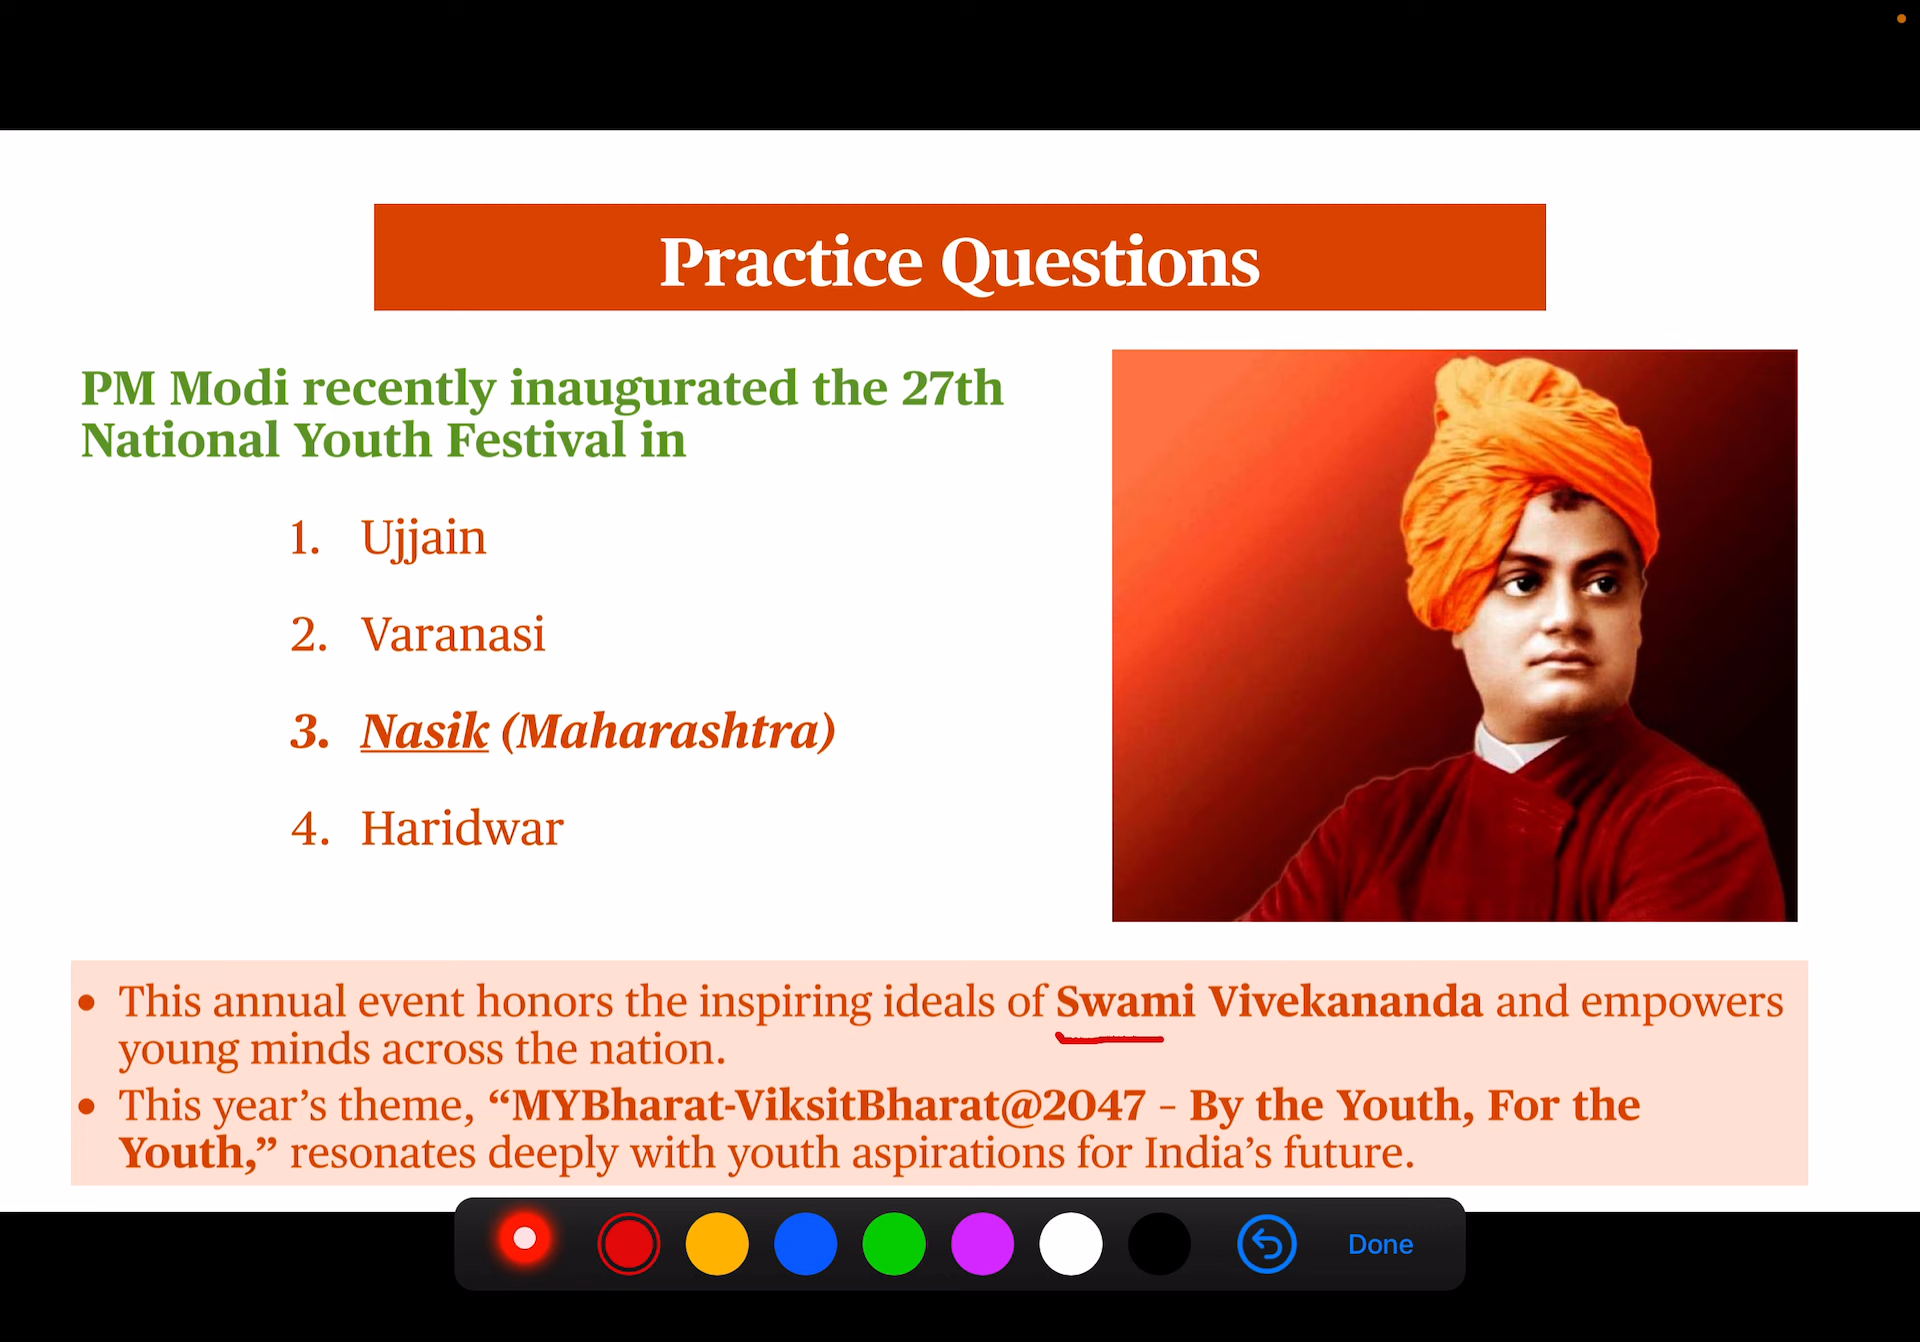 Practice Questions
PM Modi recently inaugurated the 27th
National Youth Festival in
1. Ujjain
2. Varanasi
3. Nasik (Maharashtra)
4. Haridwar
• This annual event honors the inspiring ideals of Swami Vivekananda and empowers
young minds across the nation.
• This year’s theme, “MYBharat-ViksitBharat@2047 – By the Youth, For the
Youth,” resonates deeply with youth aspirations for India’s future.
Done